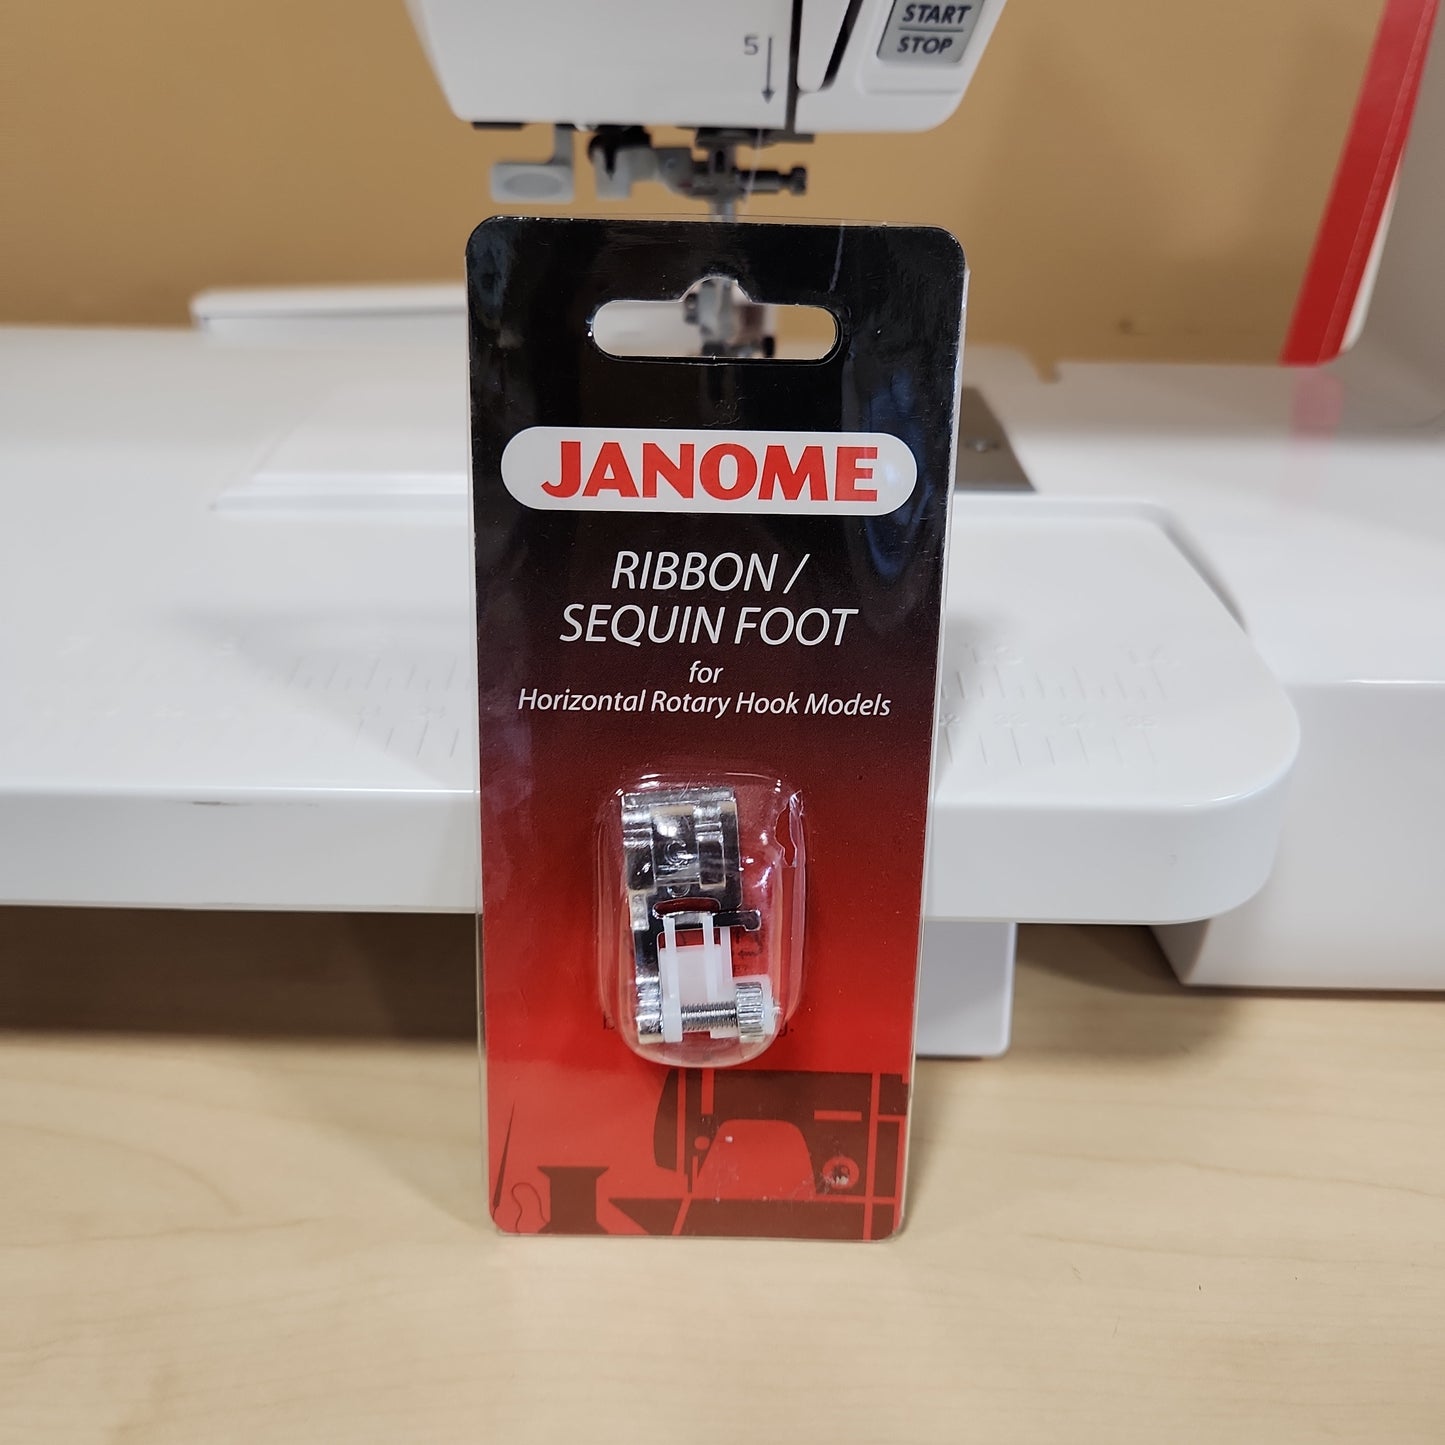 START
STOP
5
JANOME
RIBBON /
SEQUIN FOOT
for
Horizontal Rotary Hook Models